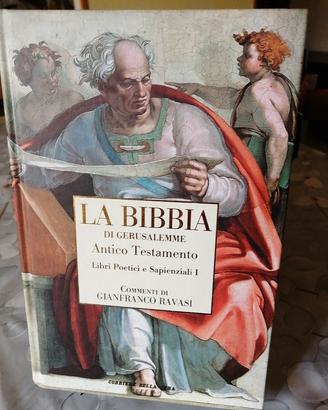 LA BIBBIA
DI GERUSALEMME
Antico Testamento
Libri Poetici e Sapienziali I
COMMENTI DI
GIANFRANCO RAVASI
CORRIERE DELLA SERA